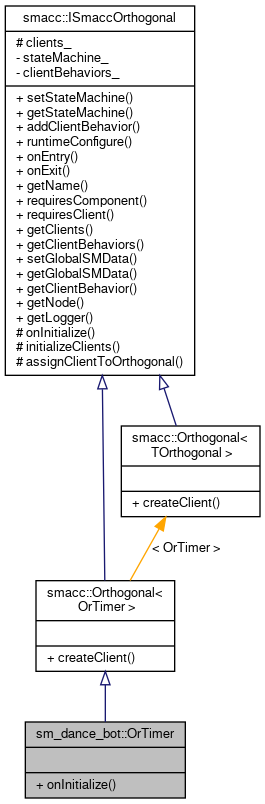 smacc::ISmaccOrthogonal
# clients_
- stateMachine_
- clientBehaviors_
+ setStateMachine()
+ getStateMachine()
+ addClientBehavior()
+ runtimeConfigure()
+ onEntry()
+ onExit()
+ getName()
+ requiresComponent()
+ requiresClient()
+ getClients()
+ getClientBehaviors()
+ setGlobalSMData()
+ getGlobalSMData()
+ getClientBehavior()
+ getNode()
+ getLogger()
# onInitialize()
# initializeClients()
# assignClientToOrthogonal()
smacc::Orthogonal<
TOrthogonal >
+ createClient()
< OrTimer >
smacc::Orthogonal<
OrTimer >
+ createClient()
sm_dance_bot::OrTimer
+ onInitialize()